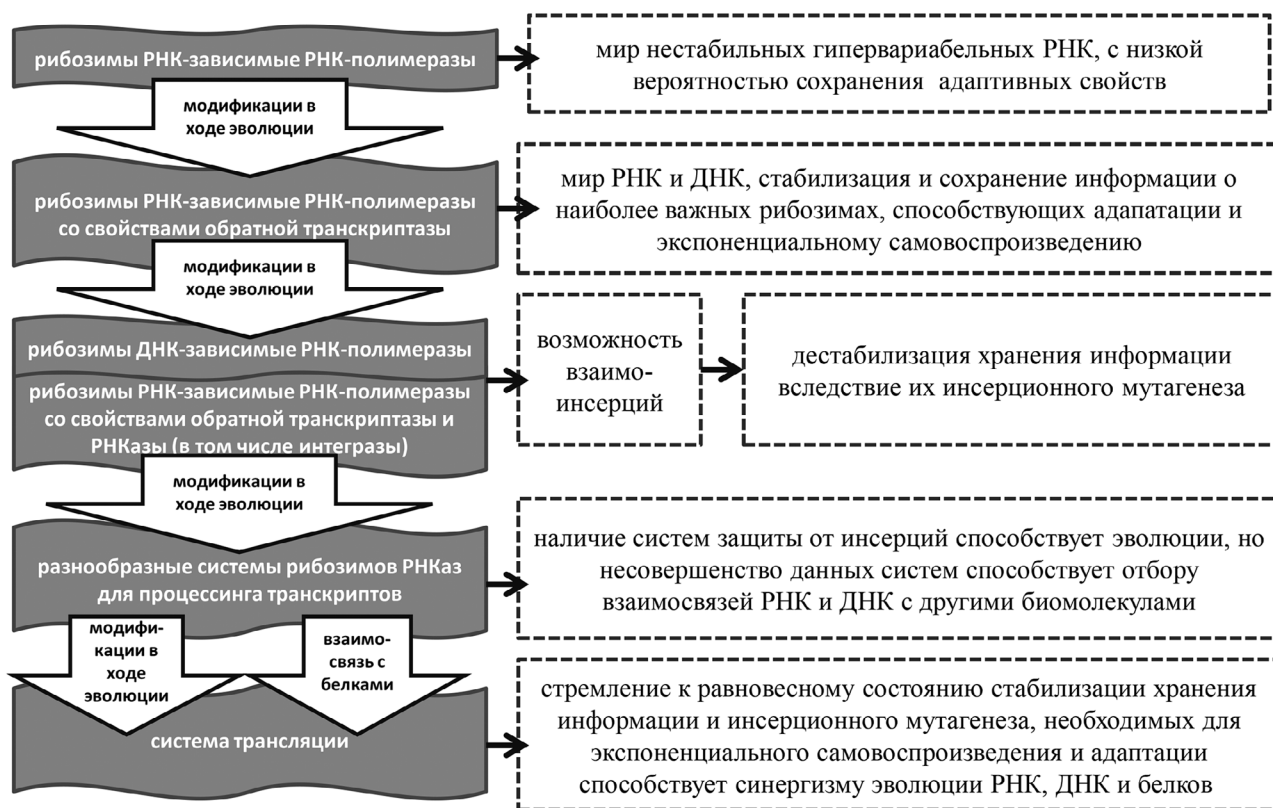 рибозимы РНК-зависимые РНК-полимеразы
мир нестабильных гипервариабельных РНК, с низкой
вероятностью сохранения адаптивных свойств
модификации в
ходе эволюции
рибозимы РНК-зависимые РНК-полимеразы
со свойствами обратной транскриптазы
мир РНК и ДНК, стабилизация и сохранение информации о
наиболее важных рибозимах, способствующих адапатации и
экспоненциальному самовоспроизведению
модификации в
ходе эволюции
рибозимы ДНК-зависимые РНК-полимеразы
рибозимы РНК-зависимые РНК-полимеразы
со свойствами обратной транскриптазы и
РНКазы (в том числе интегразы)
возможность
взаимо-
инсерций
дестабилизация хранения информации
вследствие их инсерционного мутагенеза
модификации в
ходе эволюции
разнообразные системы рибозимов РНКаз
для процессинга транскриптов
наличие систем защиты от инсерций способствует эволюции, но
несовершенство данных систем способствует отбору
взаимосвязей РНК и ДНК с другими биомолекулами
модифи-
кации в
ходе
эволюции
взаимо-
связь с
белками
система трансляции
стремление к равновесному состоянию стабилизации хранения
информации и инсерционного мутагенеза, необходимых для
экспоненциального самовоспроизведения и адаптации
способствует синергизму эволюции РНК, ДНК и белков